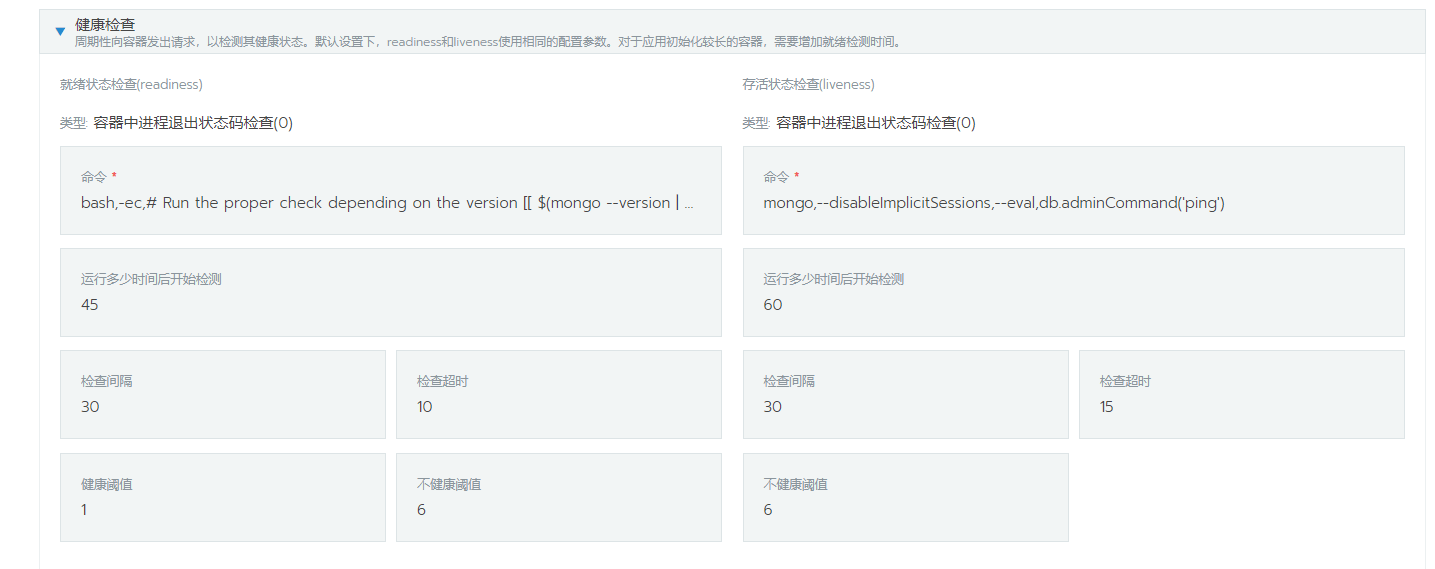 健康检查
周期性向容器发出请求，以检测其健康状态。默认设置下，readiness和liveness使用相同的配置参数。对于应用初始化较长的容器，需要增加就绪检测时间。
就绪状态检查(readiness)
类型: 容器中进程退出状态码检查(0)
命令 *
bash,-ec,# Run the proper check depending on the version [[ $(mongo --version | ...
运行多少时间后开始检测
45
检查间隔
30
检查超时
10
健康阈值
1
不健康阈值
6
存活状态检查(liveness)
类型: 容器中进程退出状态码检查(0)
命令 *
mongo,--disableImplicitSessions,--eval,db.adminCommand('ping')
运行多少时间后开始检测
60
检查间隔
30
检查超时
15
不健康阈值
6